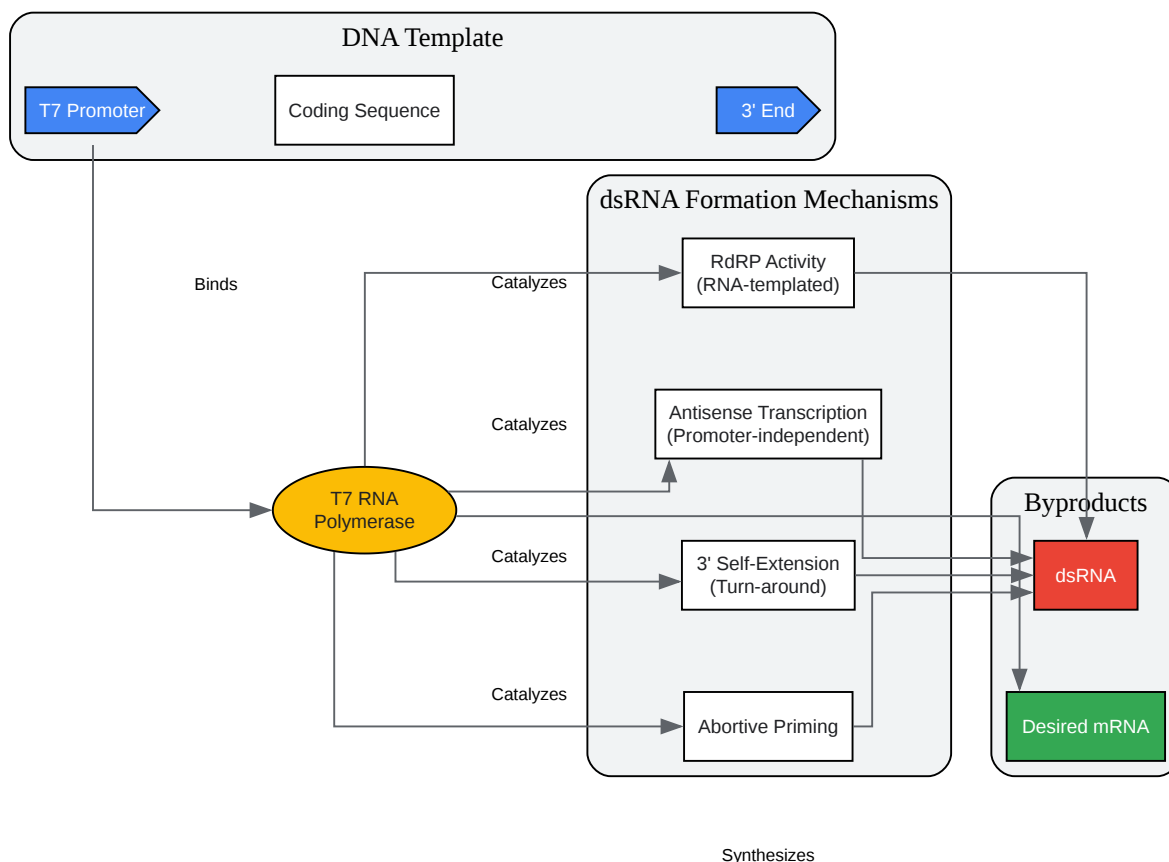 DNA Template
T7 Promoter
Coding Sequence
3' End
dsRNA Formation Mechanisms
RdRP Activity
(RNA-templated)
Binds
Catalyzes
Antisense Transcription
(Promoter-independent)
Catalyzes
T7 RNA
Polymerase
Byproducts
Catalyzes
3' Self-Extension
(Turn-around)
dsRNA
Catalyzes
Abortive Priming
Desired mRNA
Synthesizes